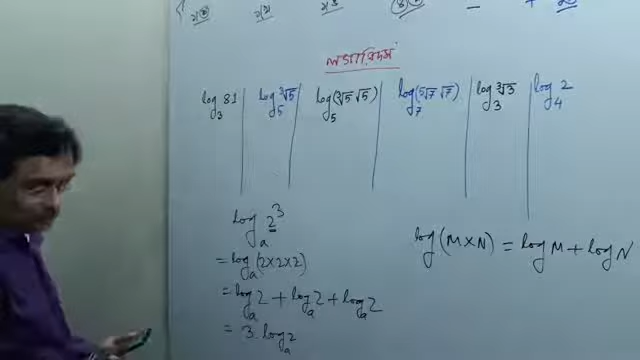 লগারিদম
log₃ 81 | log₅ ∛5 | log₅ (∛5 √5) | log₇ (⁵√7 √7) | log₃ ∛3 | log₄ 2
logₐ 2³
= logₐ (2×2×2)
= logₐ 2 + logₐ 2 + logₐ 2
= 3 logₐ 2
log (M×N) = log M + log N